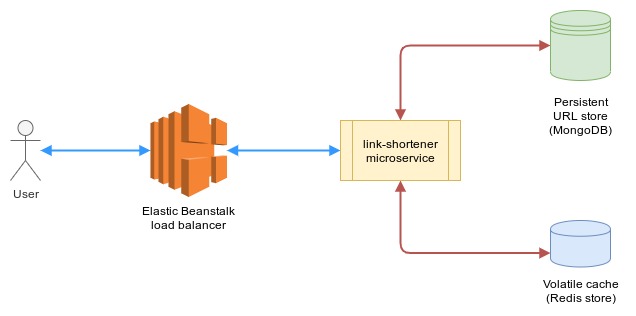 User
Elastic Beanstalk
load balancer
link-shortener
microservice
Persistent
URL store
(MongoDB)
Volatile cache
(Redis store)